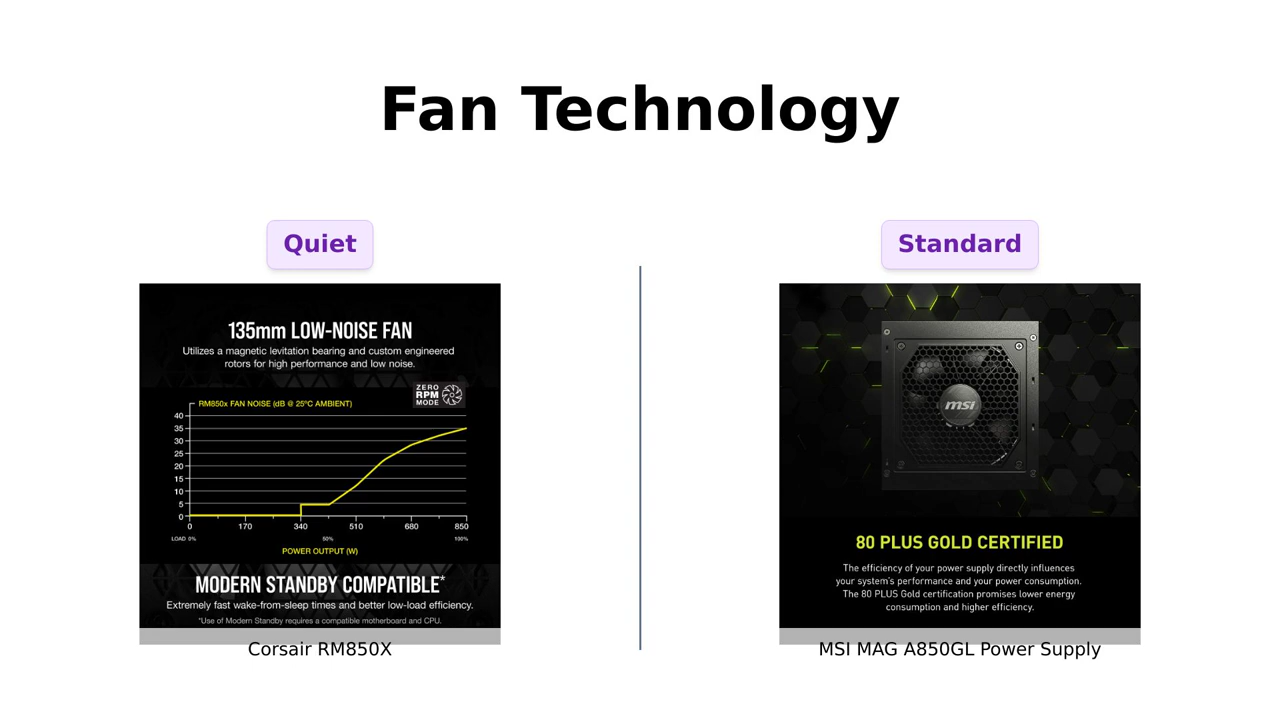 Fan Technology
Quiet
135mm LOW-NOISE FAN
Utilizes a magnetic levitation bearing and custom engineered
rotors for high performance and low noise.
ZERO
RPM
MODE
RM850x FAN NOISE (dB @ 25ºC AMBIENT)
40
35
30
25
20
15
10
5
0
0 170 340 510 680 850
LOAD 0% 50% 100%
POWER OUTPUT (W)
MODERN STANDBY COMPATIBLE*
Extremely fast wake-from-sleep times and better low-load efficiency.
*Use of Modern Standby requires a compatible motherboard and CPU.
Corsair RM850X
Standard
msi
80 PLUS GOLD CERTIFIED
The efficiency of your power supply directly influences
your system's performance and your power consumption.
The 80 PLUS Gold certification promises lower energy
consumption and higher efficiency.
MSI MAG A850GL Power Supply